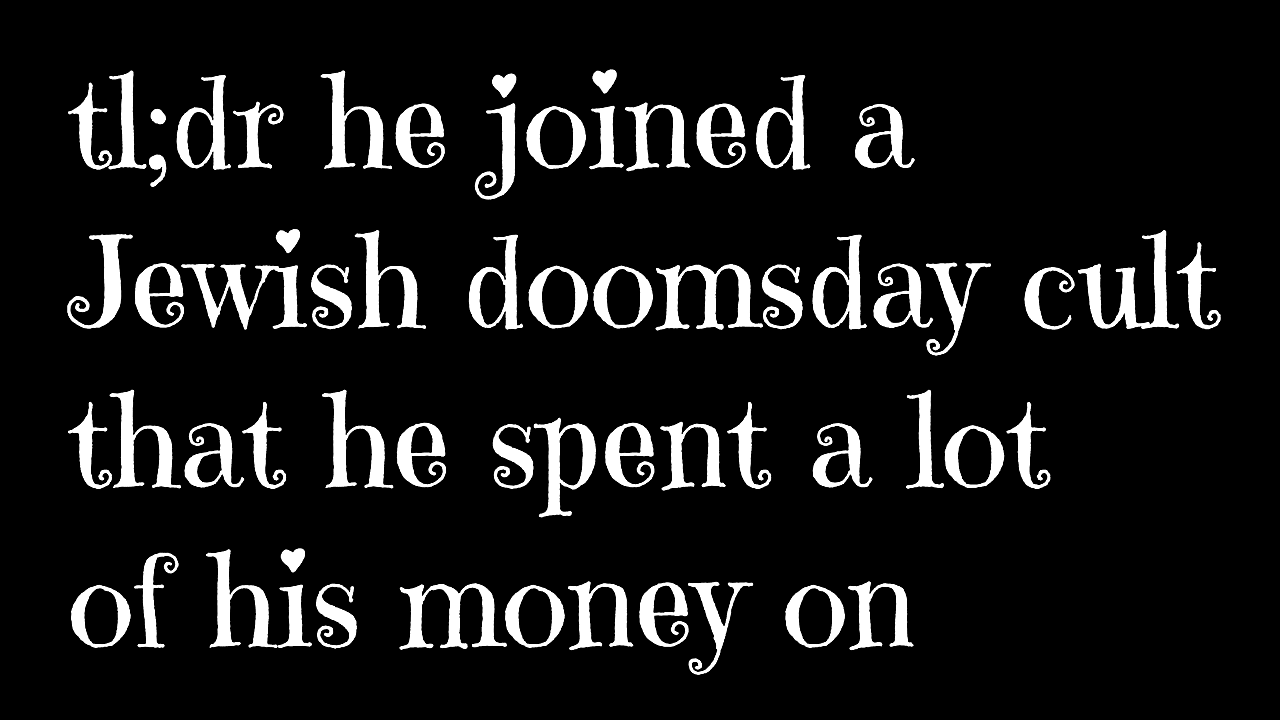 tl;dr he joined a
Jewish doomsday cult
that he spent a lot
of his money on